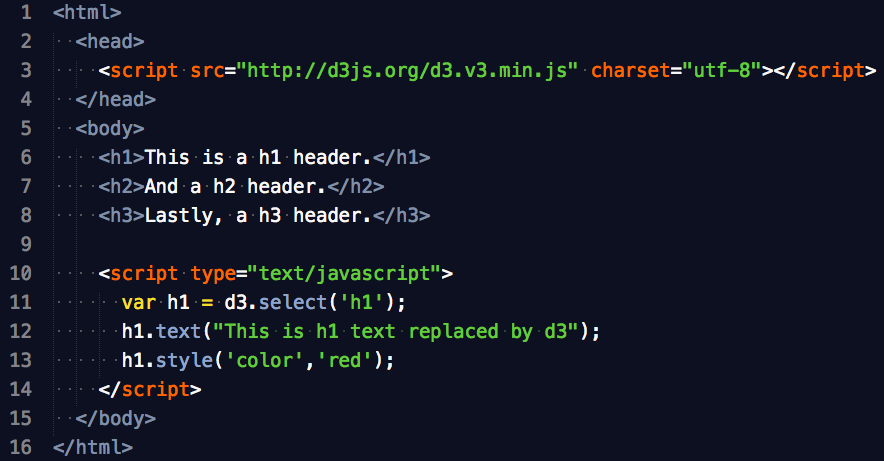 1 <html>
2   <head>
3     <script src="http://d3js.org/d3.v3.min.js" charset="utf-8"></script>
4   </head>
5   <body>
6     <h1>This is a h1 header.</h1>
7     <h2>And a h2 header.</h2>
8     <h3>Lastly, a h3 header.</h3>
9
10     <script type="text/javascript">
11       var h1 = d3.select('h1');
12       h1.text("This is h1 text replaced by d3");
13       h1.style('color','red');
14     </script>
15   </body>
16 </html>